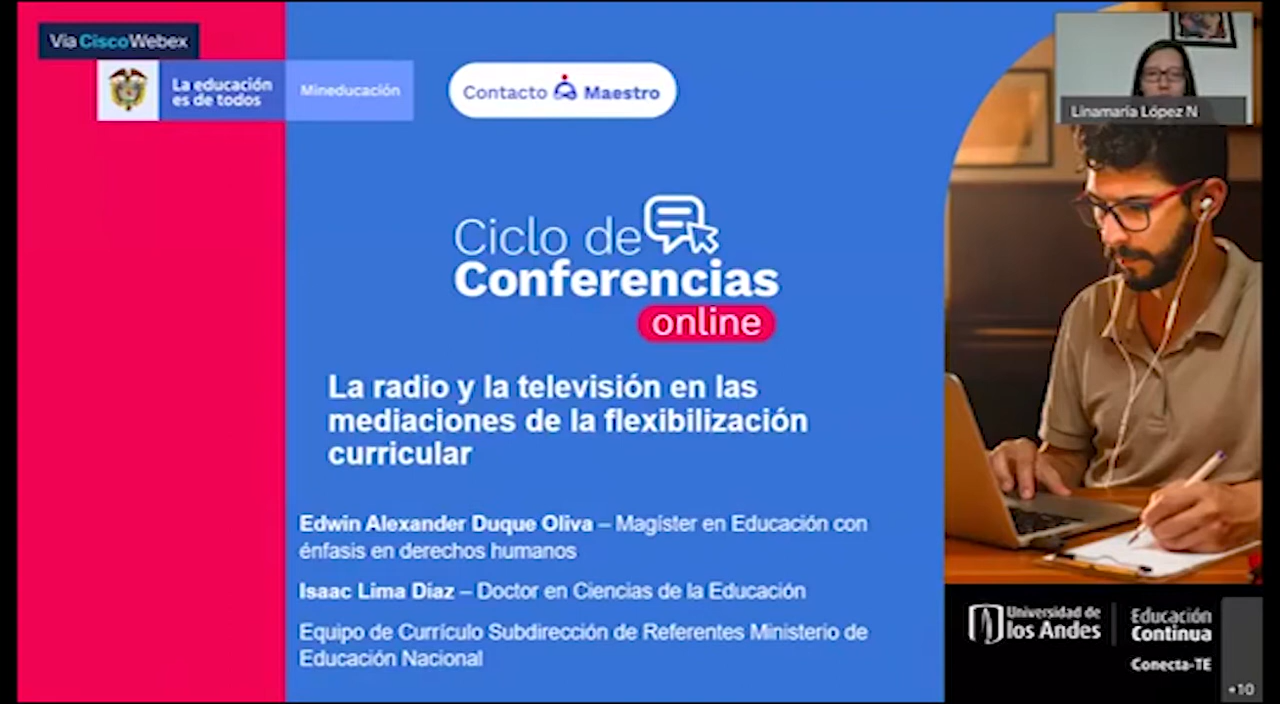 Vía CiscoWebex
La educación
es de todos
Mineducación
Contacto Maestro
Linamaría López N
Ciclo de
Conferencias
online
La radio y la televisión en las
mediaciones de la flexibilización
curricular
Edwin Alexander Duque Oliva – Magíster en Educación con
énfasis en derechos humanos
Isaac Lima Diaz – Doctor en Ciencias de la Educación
Equipo de Currículo Subdirección de Referentes Ministerio de
Educación Nacional
Universidad de
los Andes
Educación
Continua
Conecta-TE
+10